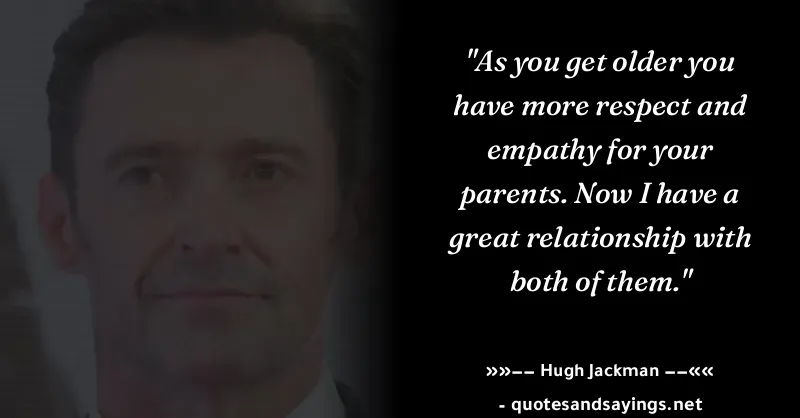 "As you get older you
have more respect and
empathy for your
parents. Now I have a
great relationship with
both of them."
»»–– Hugh Jackman ––««
- quotesandsayings.net